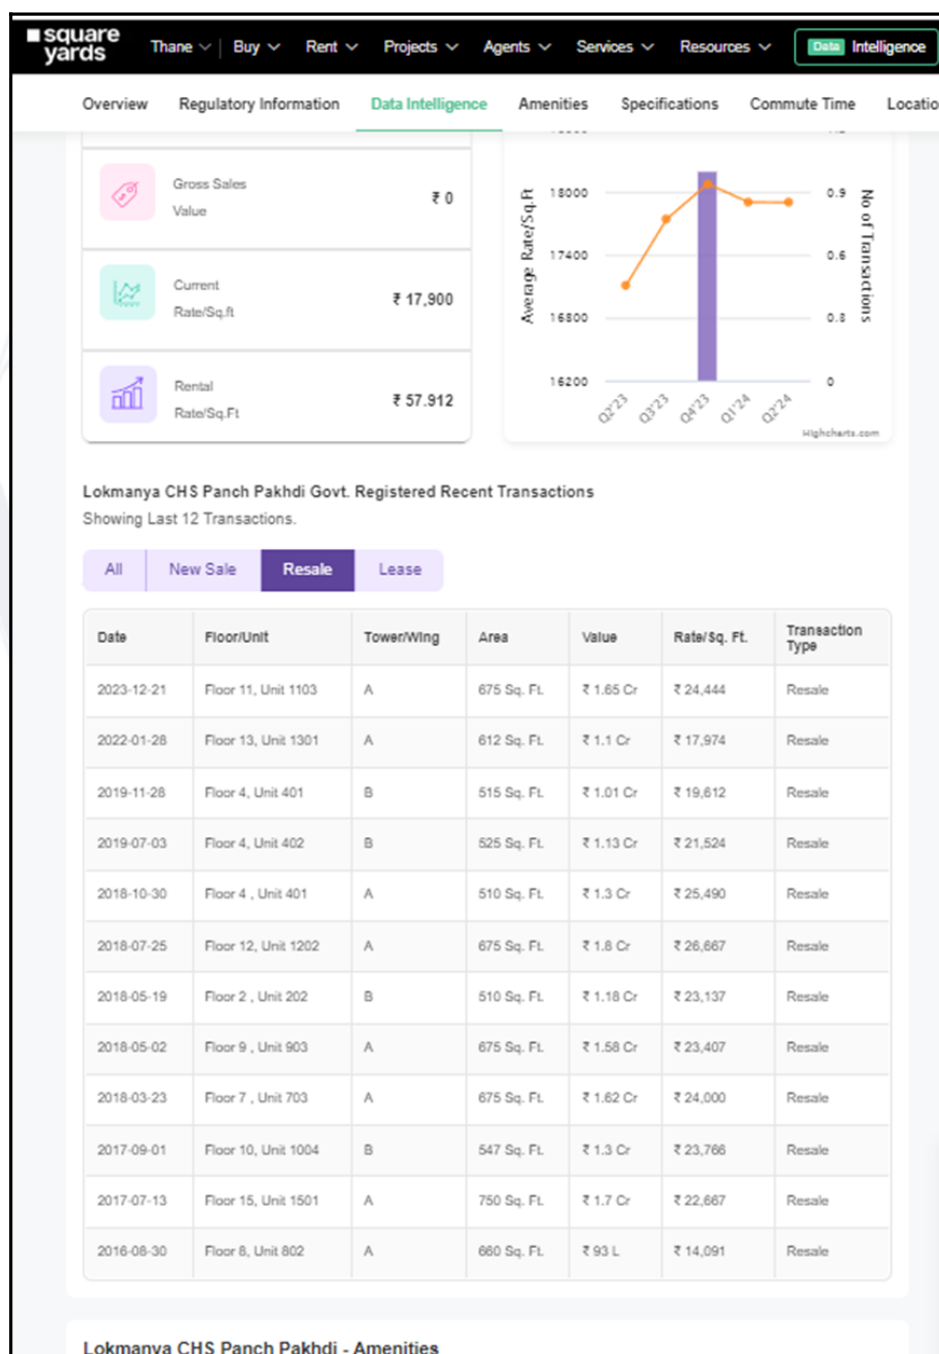 square
yards
Thane Buy Rent Projects Agents Services Resources Data Intelligence
Overview Regulatory Information Data Intelligence Amenities Specifications Commute Time Locatio
Gross Sales
Value
₹ 0
Current
Rate/Sq.ft
₹ 17,900
Rental
Rate/Sq.Ft
₹ 57.912
Average Rate/Sq.Ft
18000
17400
16800
16200
0.9
0.6
0.3
0
No of Transactions
Q2'23 Q3'23 Q4'23 Q1'24 Q2'24
Highcharts.com
Lokmanya CHS Panch Pakhdi Govt. Registered Recent Transactions
Showing Last 12 Transactions.
All New Sale Resale Lease
Date Floor/Unit Tower/Wing Area Value Rate/Sq. Ft. Transaction Type
2023-12-21 Floor 11, Unit 1103 A 675 Sq. Ft. ₹ 1.65 Cr ₹ 24,444 Resale
2022-01-28 Floor 13, Unit 1301 A 612 Sq. Ft. ₹ 1.1 Cr ₹ 17,974 Resale
2019-11-28 Floor 4, Unit 401 B 515 Sq. Ft. ₹ 1.01 Cr ₹ 19,612 Resale
2019-07-03 Floor 4, Unit 402 B 525 Sq. Ft. ₹ 1.13 Cr ₹ 21,524 Resale
2018-10-30 Floor 4 , Unit 401 A 510 Sq. Ft. ₹ 1.3 Cr ₹ 25,490 Resale
2018-07-25 Floor 12, Unit 1202 A 675 Sq. Ft. ₹ 1.8 Cr ₹ 26,667 Resale
2018-05-19 Floor 2 , Unit 202 B 510 Sq. Ft. ₹ 1.18 Cr ₹ 23,137 Resale
2018-05-02 Floor 9 , Unit 903 A 675 Sq. Ft. ₹ 1.58 Cr ₹ 23,407 Resale
2018-03-23 Floor 7 , Unit 703 A 675 Sq. Ft. ₹ 1.62 Cr ₹ 24,000 Resale
2017-09-01 Floor 10, Unit 1004 B 547 Sq. Ft. ₹ 1.3 Cr ₹ 23,766 Resale
2017-07-13 Floor 15, Unit 1501 A 750 Sq. Ft. ₹ 1.7 Cr ₹ 22,667 Resale
2016-08-30 Floor 8, Unit 802 A 660 Sq. Ft. ₹ 93 L ₹ 14,091 Resale
Lokmanya CHS Panch Pakhdi - Amenities